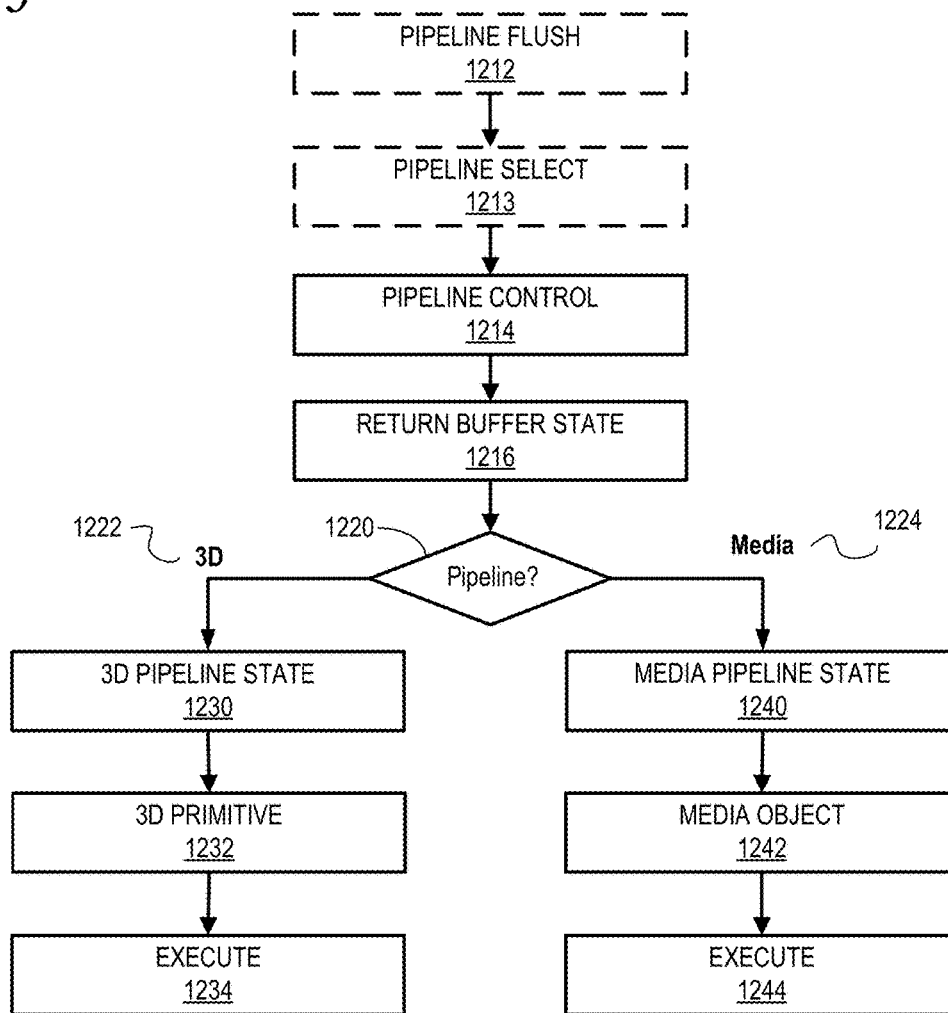 PIPELINE FLUSH
1212
PIPELINE SELECT
1213
PIPELINE CONTROL
1214
RETURN BUFFER STATE
1216
1222
3D
1220
Pipeline?
Media
1224
3D PIPELINE STATE
1230
MEDIA PIPELINE STATE
1240
3D PRIMITIVE
1232
MEDIA OBJECT
1242
EXECUTE
1234
EXECUTE
1244